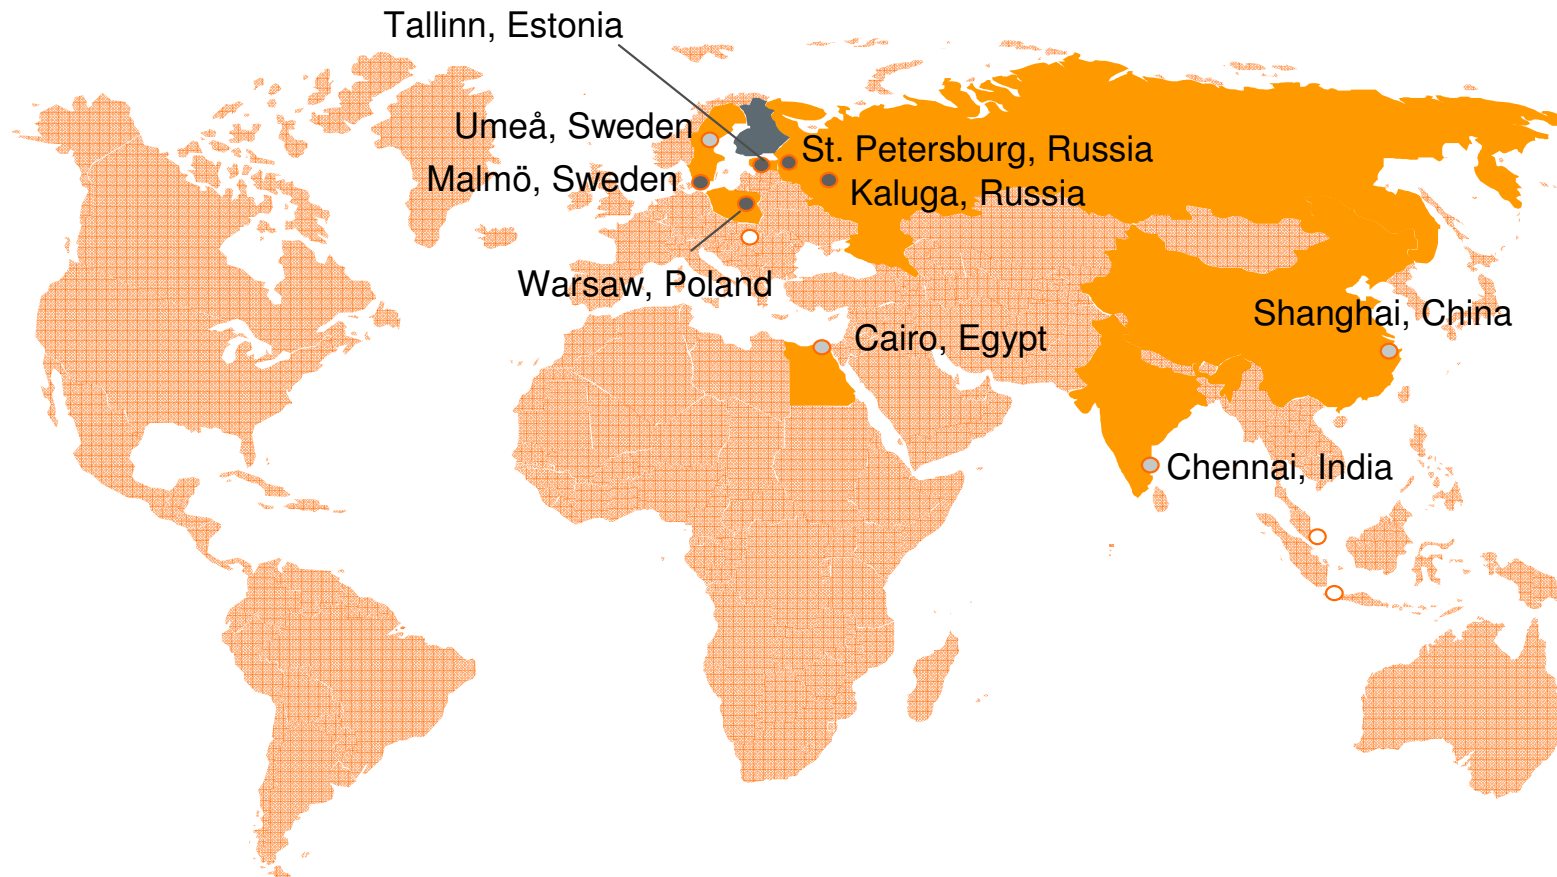 Tallinn, Estonia
Umeå, Sweden
St. Petersburg, Russia
Malmö, Sweden
Kaluga, Russia
Warsaw, Poland
Shanghai, China
Cairo, Egypt
Chennai, India